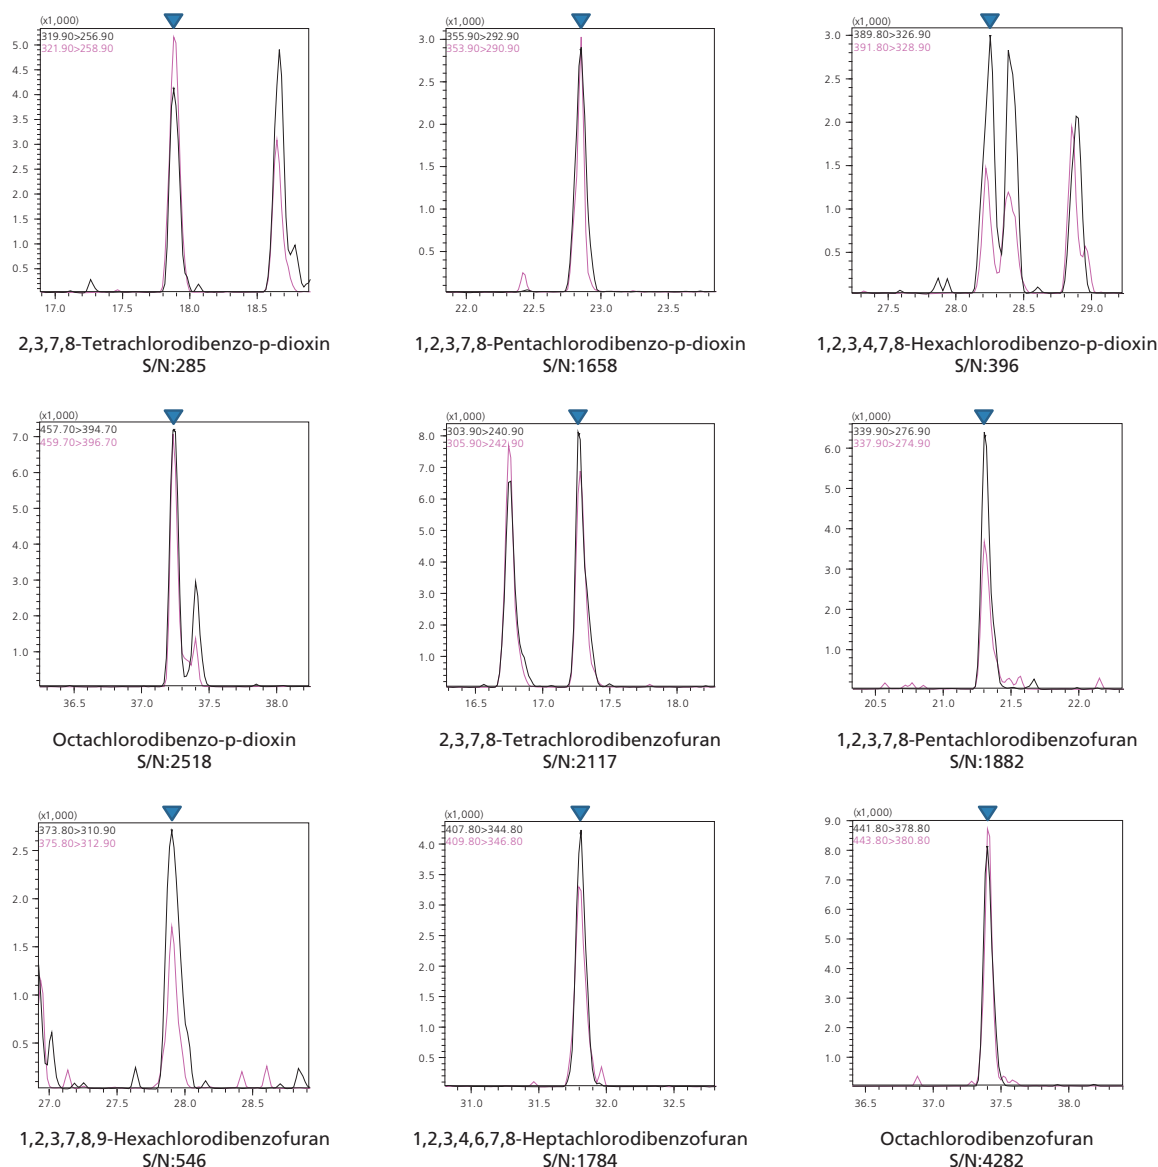 (x1,000)
319.90>256.90
321.90>258.90
5.0
4.5
4.0
3.5
3.0
2.5
2.0
1.5
1.0
0.5
17.0 17.5 18.0 18.5
2,3,7,8-Tetrachlorodibenzo-p-dioxin
S/N:285
(x1,000)
355.90>292.90
353.90>290.90
3.0
2.5
2.0
1.5
1.0
0.5
22.0 22.5 23.0 23.5
1,2,3,7,8-Pentachlorodibenzo-p-dioxin
S/N:1658
(x1,000)
389.80>326.90
391.80>328.90
3.0
2.5
2.0
1.5
1.0
0.5
27.5 28.0 28.5 29.0
1,2,3,4,7,8-Hexachlorodibenzo-p-dioxin
S/N:396
(x1,000)
457.70>394.70
459.70>396.70
7.0
6.0
5.0
4.0
3.0
2.0
1.0
36.5 37.0 37.5 38.0
Octachlorodibenzo-p-dioxin
S/N:2518
(x1,000)
303.90>240.90
305.90>242.90
8.0
7.0
6.0
5.0
4.0
3.0
2.0
1.0
16.5 17.0 17.5 18.0
2,3,7,8-Tetrachlorodibenzofuran
S/N:2117
(x1,000)
339.90>276.90
337.90>274.90
6.0
5.0
4.0
3.0
2.0
1.0
20.5 21.0 21.5 22.0
1,2,3,7,8-Pentachlorodibenzofuran
S/N:1882
(x1,000)
373.80>310.90
375.80>312.90
2.5
2.0
1.5
1.0
0.5
27.0 27.5 28.0 28.5
1,2,3,7,8,9-Hexachlorodibenzofuran
S/N:546
(x1,000)
407.80>344.80
409.80>346.80
4.0
3.5
3.0
2.5
2.0
1.5
1.0
0.5
31.0 31.5 32.0 32.5
1,2,3,4,6,7,8-Heptachlorodibenzofuran
S/N:1784
(x1,000)
441.80>378.80
443.80>380.80
9.0
8.0
7.0
6.0
5.0
4.0
3.0
2.0
1.0
36.5 37.0 37.5 38.0
Octachlorodibenzofuran
S/N:4282